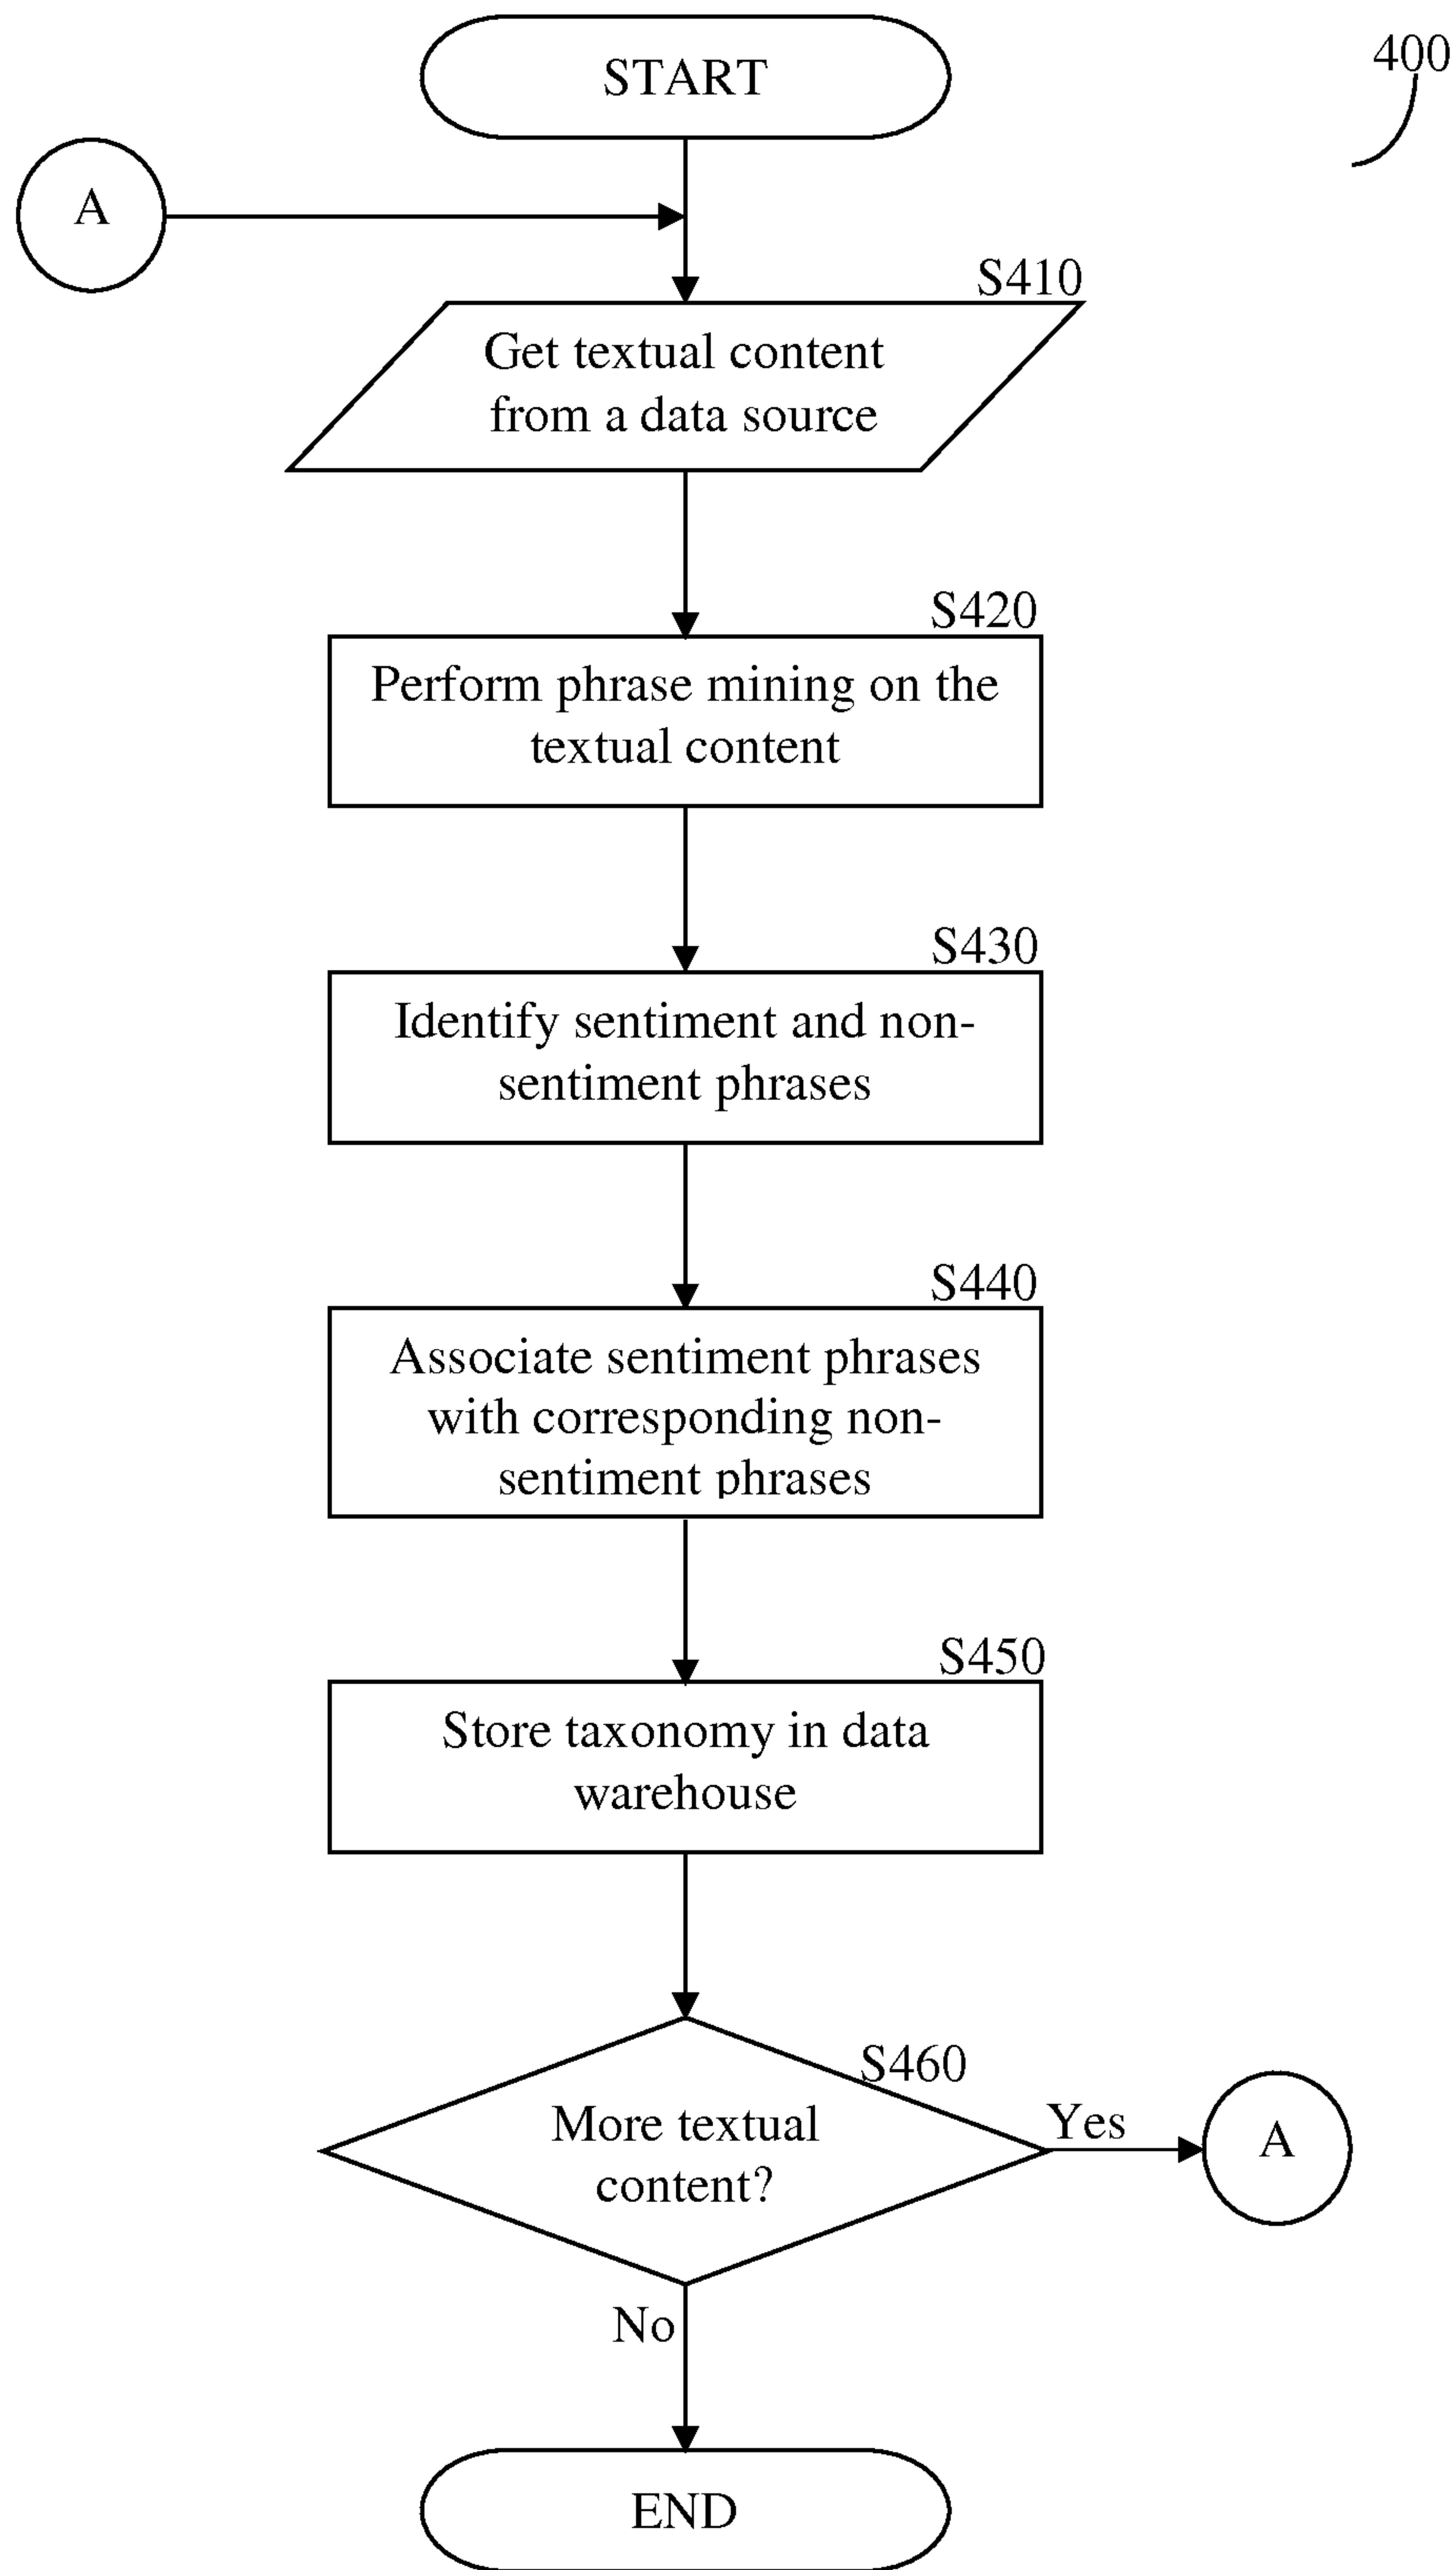 START
400
A
S410
Get textual content
from a data source
S420
Perform phrase mining on the
textual content
S430
Identify sentiment and non-
sentiment phrases
S440
Associate sentiment phrases
with corresponding non-
sentiment phrases
S450
Store taxonomy in data
warehouse
S460
More textual
content?
Yes
A
No
END